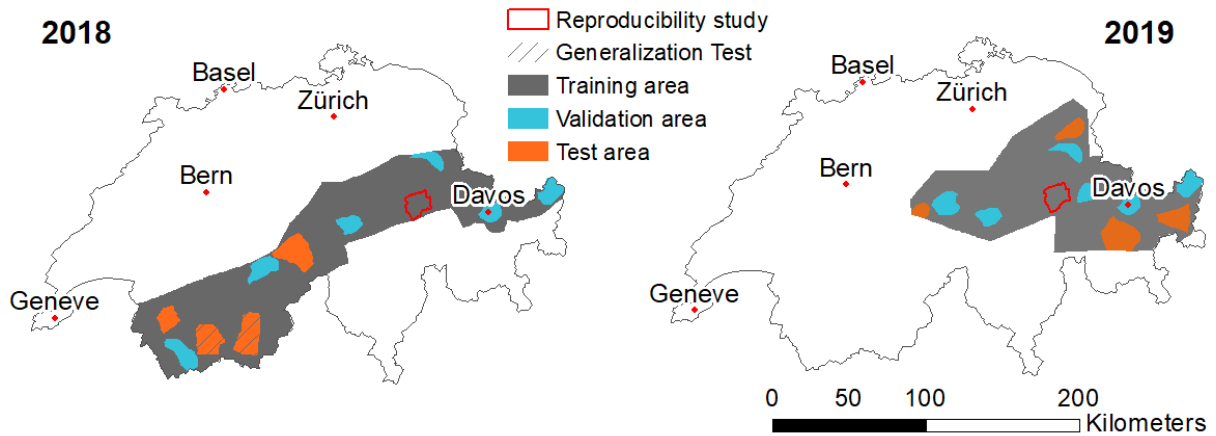 2018
Reproducibility study
Generalization Test
Training area
Validation area
Test area
2019
Basel
Zürich
Bern
Davos
Geneve
Basel
Zürich
Bern
Davos
Geneve
0 50 100 200
Kilometers